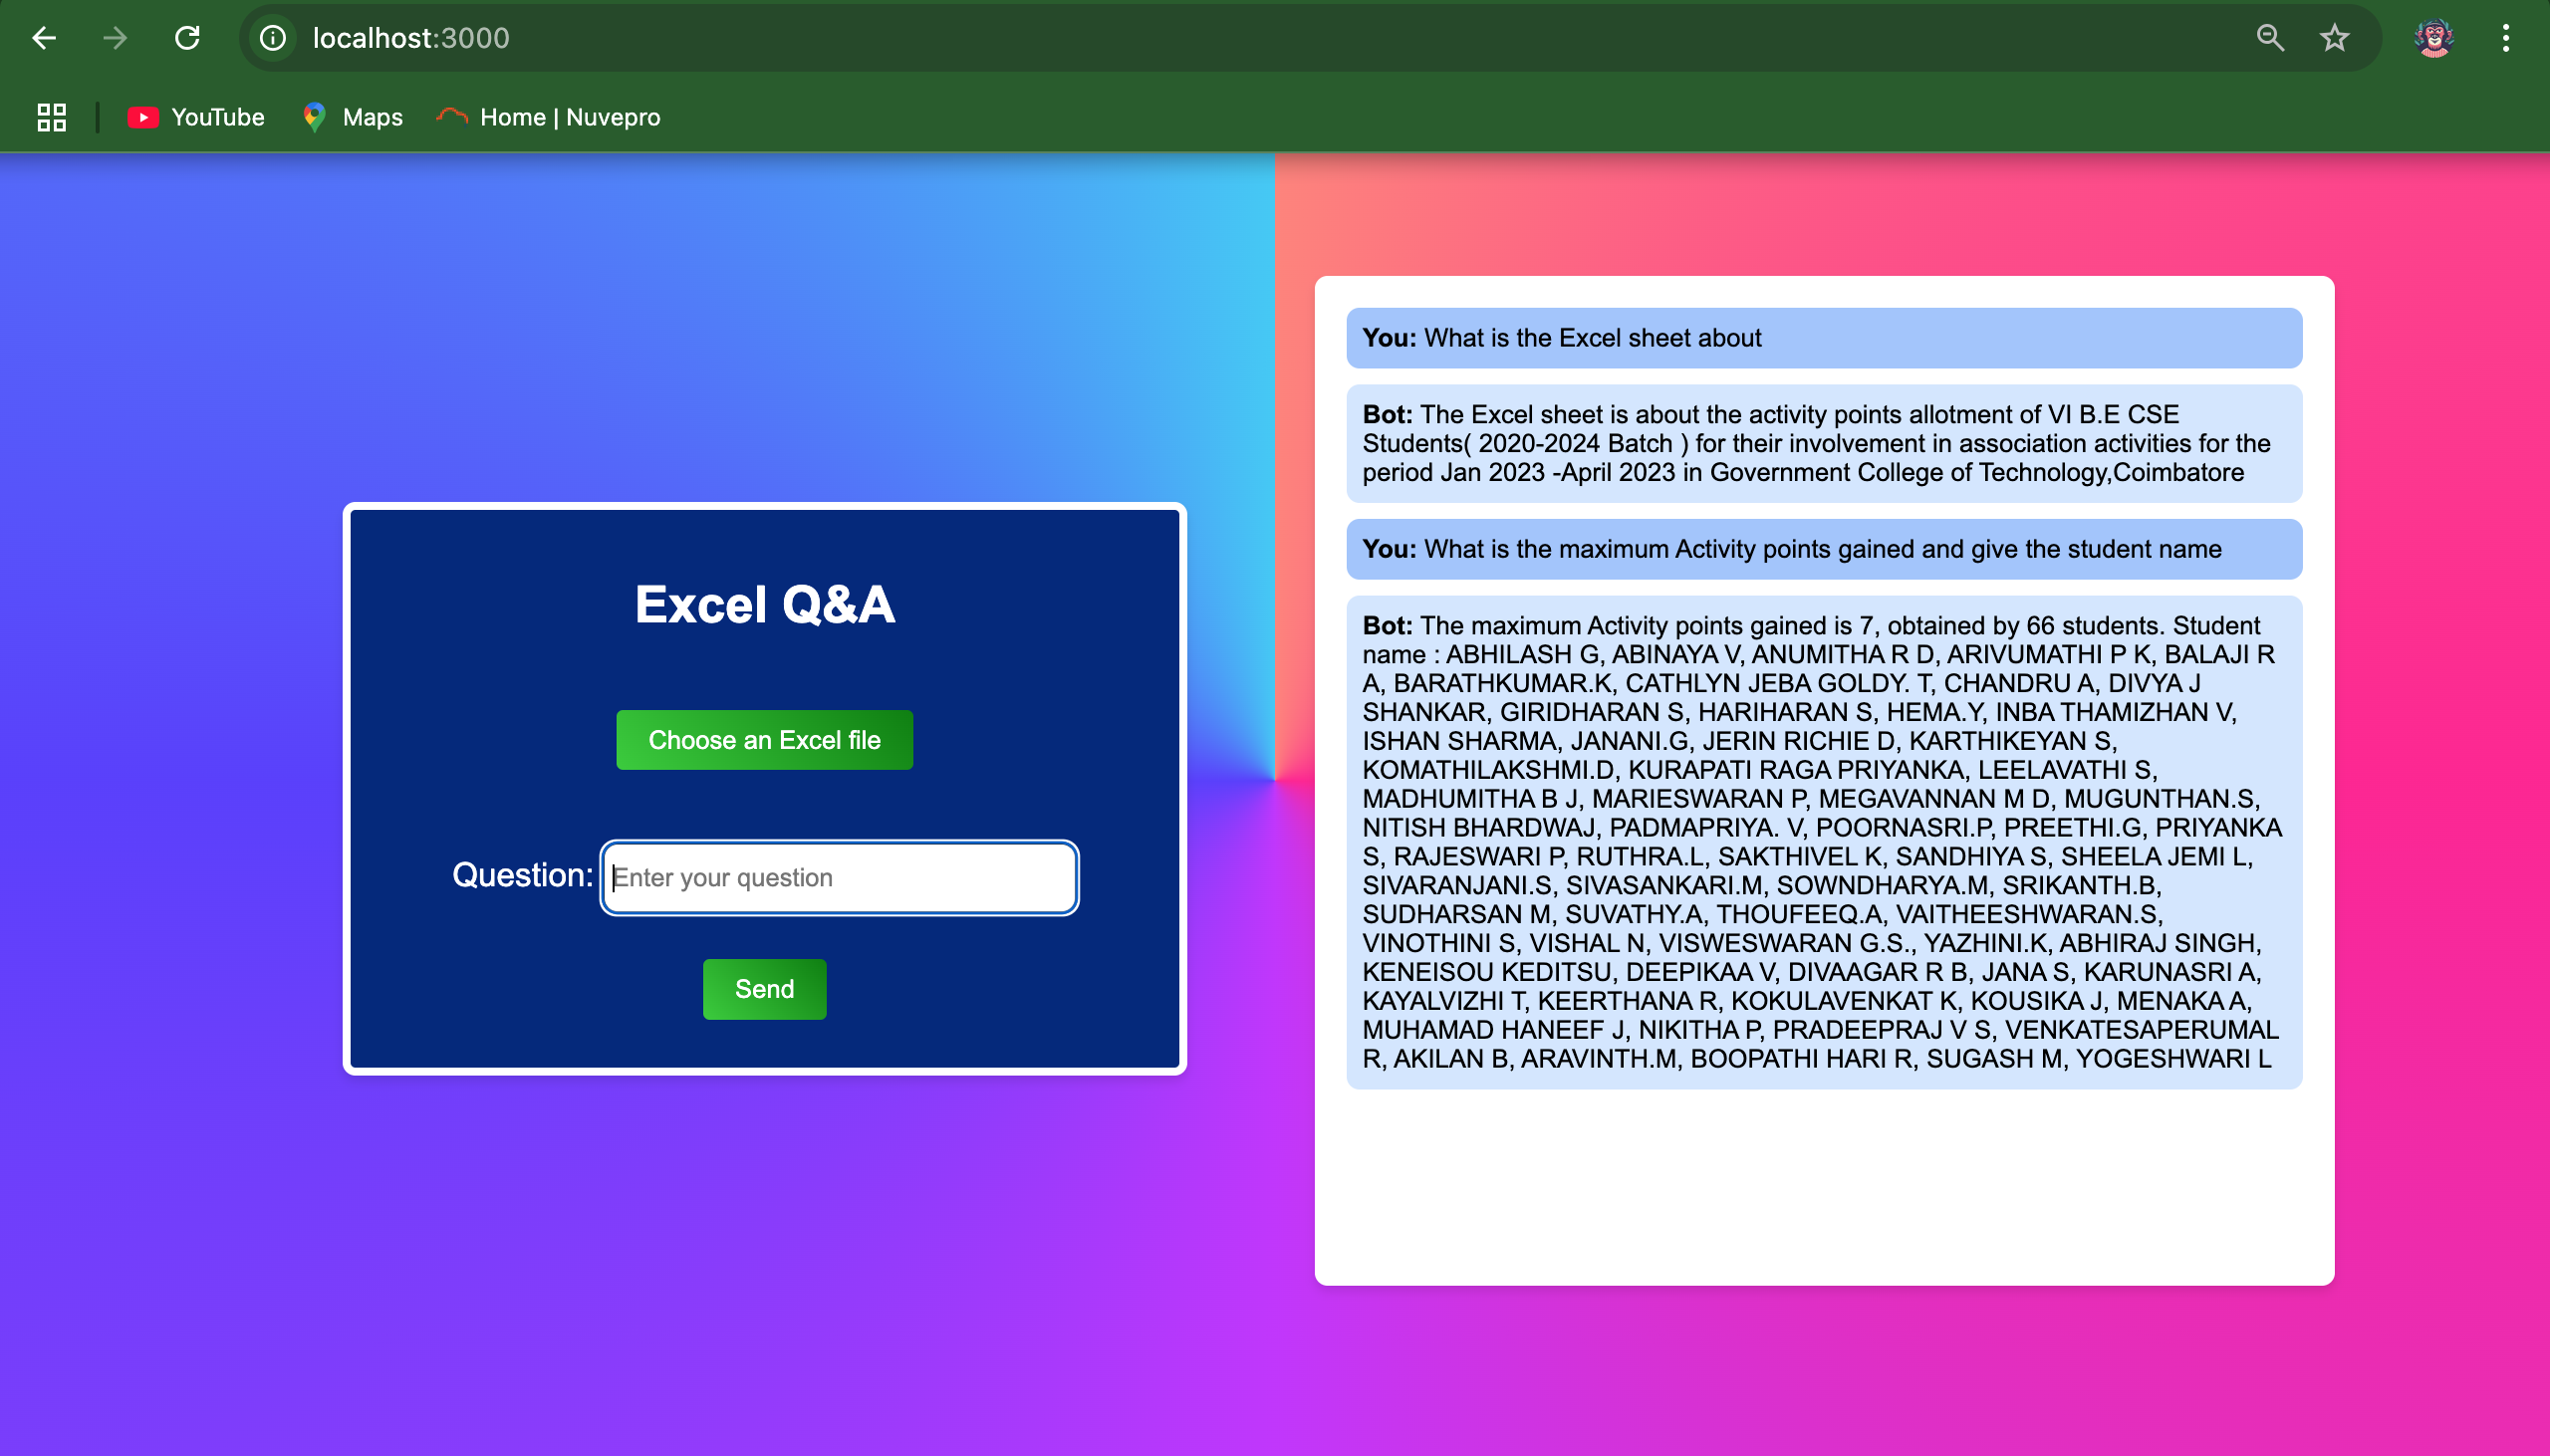 localhost:3000
YouTube
Maps
Home | Nuvepro
Excel Q&A
Choose an Excel file
Question:
Enter your question
Send
You: What is the Excel sheet about
Bot: The Excel sheet is about the activity points allotment of VI B.E CSE
Students( 2020-2024 Batch ) for their involvement in association activities for the
period Jan 2023 -April 2023 in Government College of Technology,Coimbatore
You: What is the maximum Activity points gained and give the student name
Bot: The maximum Activity points gained is 7, obtained by 66 students. Student
name : ABHILASH G, ABINAYA V, ANUMITHA R D, ARIVUMATHI P K, BALAJI R
A, BARATHKUMAR.K, CATHLYN JEBA GOLDY. T, CHANDRU A, DIVYA J
SHANKAR, GIRIDHARAN S, HARIHARAN S, HEMA.Y, INBA THAMIZHAN V,
ISHAN SHARMA, JANANI.G, JERIN RICHIE D, KARTHIKEYAN S,
KOMATHILAKSHMI.D, KURAPATI RAGA PRIYANKA, LEELAVATHI S,
MADHUMITHA B J, MARIESWARAN P, MEGAVANNAN M D, MUGUNTHAN.S,
NITISH BHARDWAJ, PADMAPRIYA. V, POORNASRI.P, PREETHI.G, PRIYANKA
S, RAJESWARI P, RUTHRA.L, SAKTHIVEL K, SANDHIYA S, SHEELA JEMI L,
SIVARANJANI.S, SIVASANKARI.M, SOWNDHARYA.M, SRIKANTH.B,
SUDHARSAN M, SUVATHY.A, THOUFEEQ.A, VAITHEESHWARAN.S,
VINOTHINI S, VISHAL N, VISWESWARAN G.S., YAZHINI.K, ABHIRAJ SINGH,
KENEISOU KEDITSU, DEEPIKAA V, DIVAAGAR R B, JANA S, KARUNASRI A,
KAYALVIZHI T, KEERTHANA R, KOKULAVENKAT K, KOUSIKA J, MENAKA A,
MUHAMAD HANEEF J, NIKITHA P, PRADEEPRAJ V S, VENKATESAPERUMAL
R, AKILAN B, ARAVINTH.M, BOOPATHI HARI R, SUGASH M, YOGESHWARI L